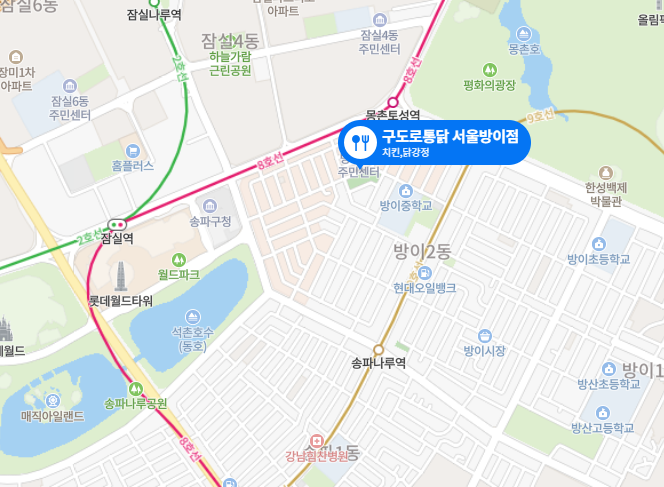 잠실6동
잠실나루역
아파트
잠실4동
하늘가람
근린공원
잠실4동
주민센터
올림픽
몽촌호
장미1차
아파트
2호선
8호선
평화의광장
잠실6동
주민센터
몽촌토성역
9호선
구도로통닭 서울방이점
치킨,닭강정
홈플러스
8호선
주민센터
한성백제
박물관
방이중학교
송파구청
2호선
잠실역
방이2동
방이초등학교
월드파크
현대오일뱅크
롯데월드타워
석촌호수
(동호)
방이시장
송파나루역
방이1
방산초등학교
송파나루공원
매직아일랜드
방산고등학교
8호선
강남힘찬병원